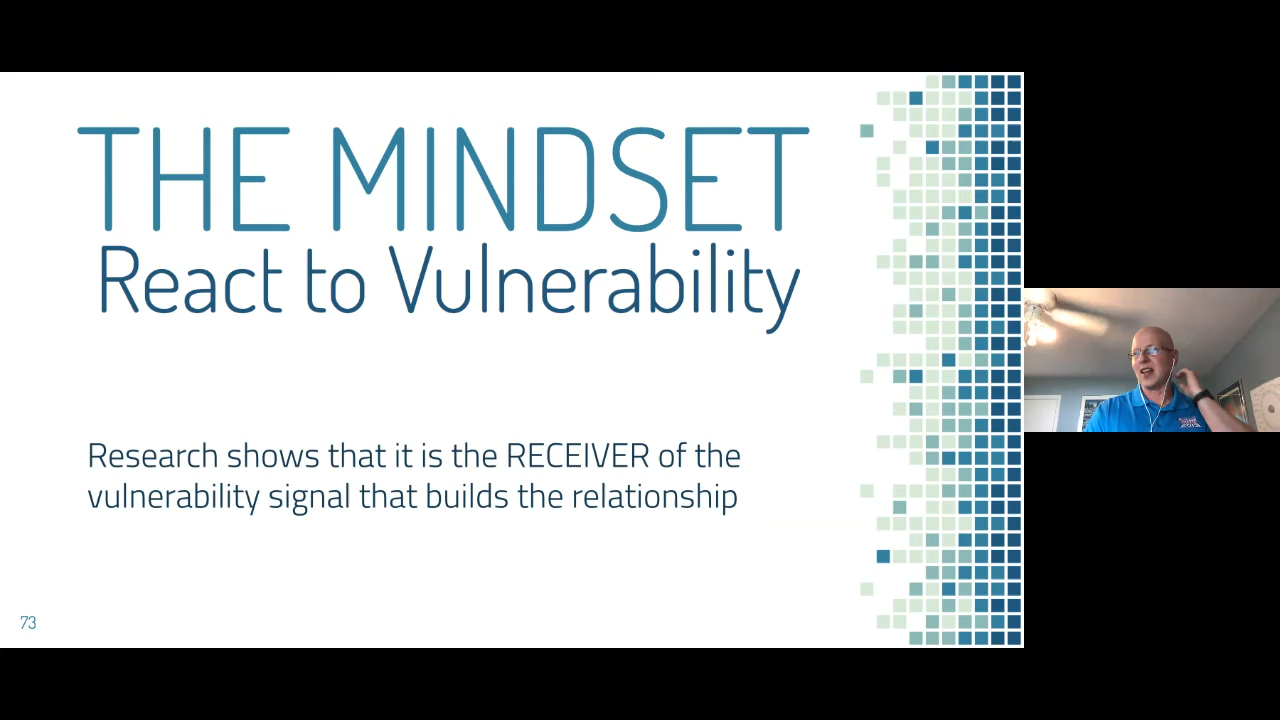 THE MINDSET
React to Vulnerability
Research shows that it is the RECEIVER of the
vulnerability signal that builds the relationship
73